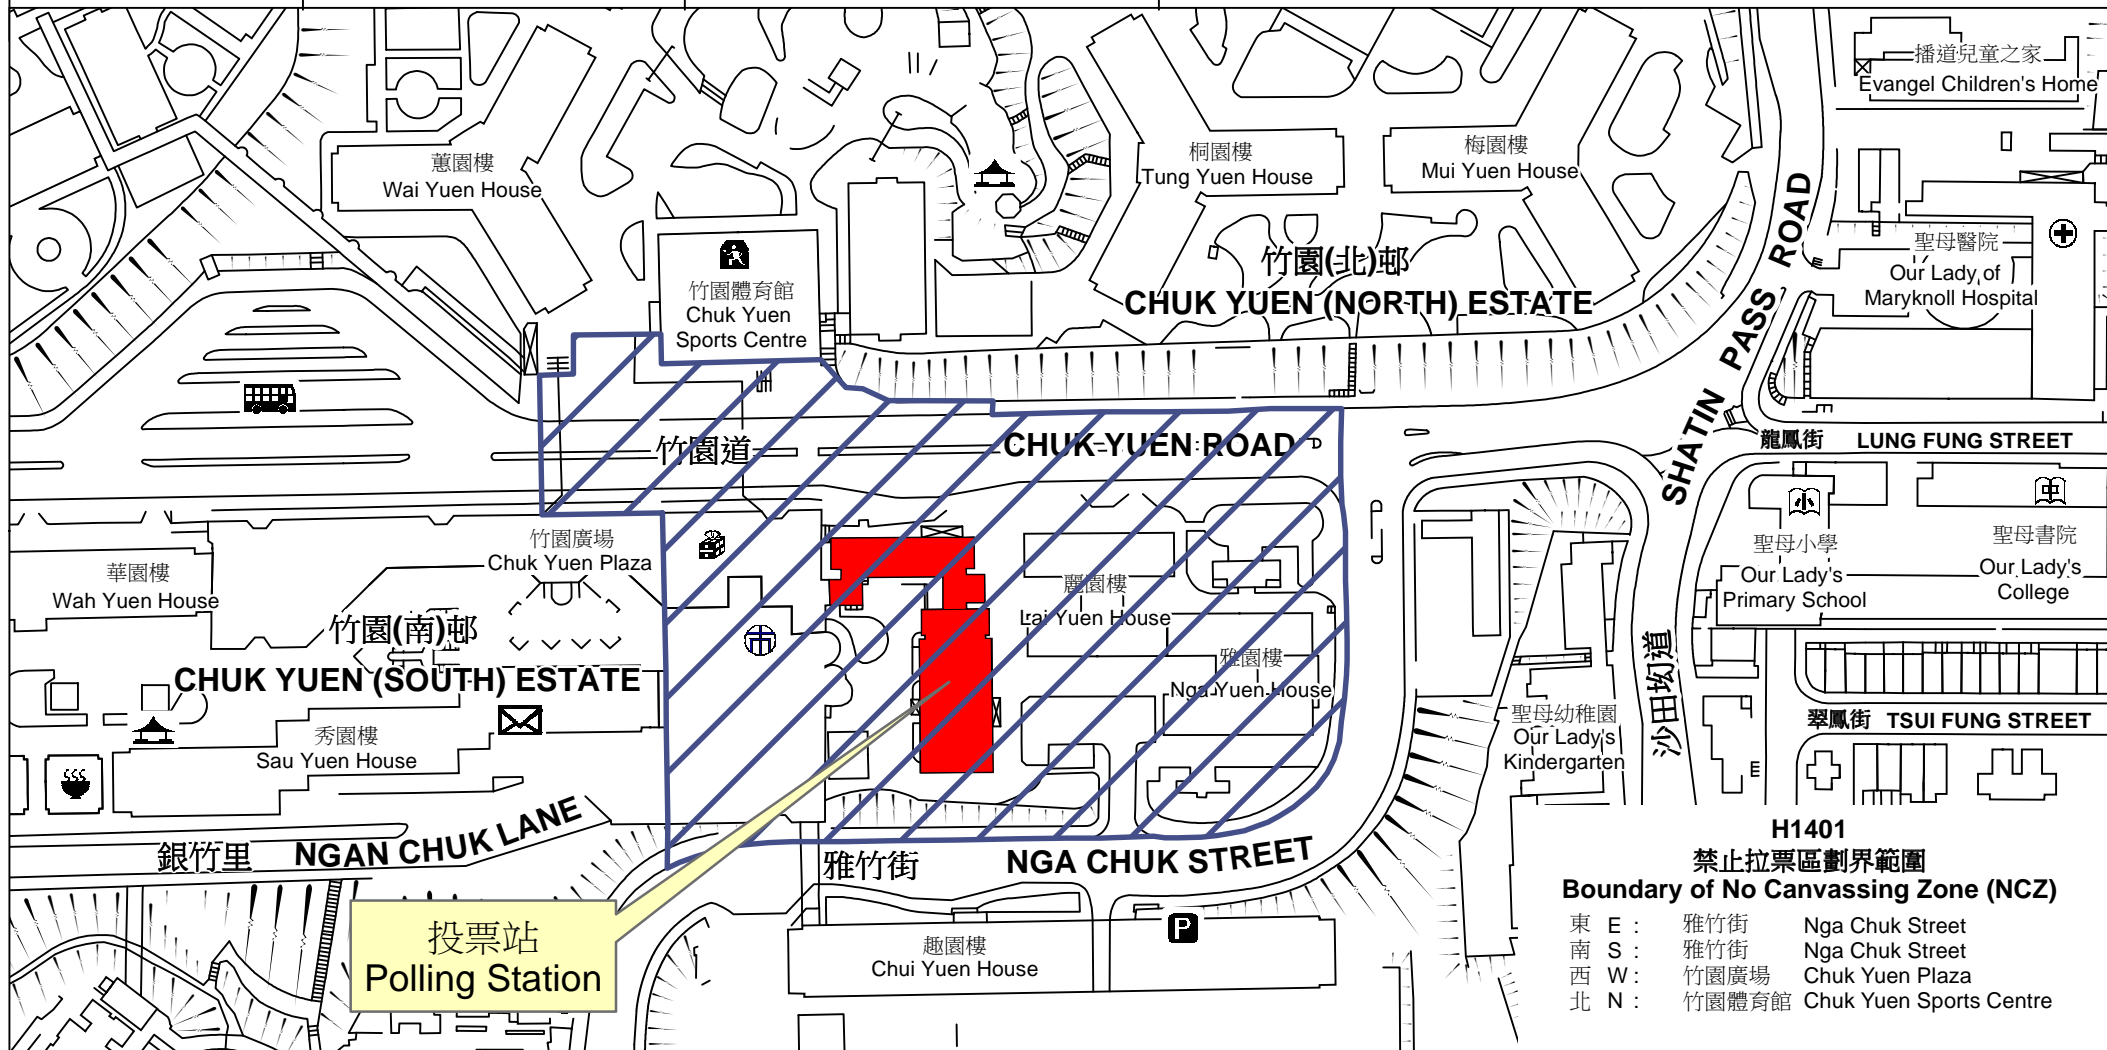 播道兒童之家
Evangel Children's Home
蕙園樓
Wai Yuen House
桐園樓
Tung Yuen House
梅園樓
Mui Yuen House
竹園體育館
Chuk Yuen
Sports Centre
竹園(北)邨
CHUK YUEN (NORTH) ESTATE
SHATIN PASS ROAD
聖母醫院
Our Lady of
Maryknoll Hospital
竹園道
CHUK YUEN ROAD
龍鳳街 LUNG FUNG STREET
竹園廣場
Chuk Yuen Plaza
華園樓
Wah Yuen House
竹園(南)邨
CHUK YUEN (SOUTH) ESTATE
麗園樓
Lai Yuen House
雅園樓
Nga Yuen House
小
聖母小學
Our Lady's
Primary School
中
聖母書院
Our Lady's
College
市
秀園樓
Sau Yuen House
沙田坳道
聖母幼稚園
Our Lady's
Kindergarten
翠鳳街 TSUI FUNG STREET
銀竹里 NGAN CHUK LANE
雅竹街 NGA CHUK STREET
投票站
Polling Station
趣園樓
Chui Yuen House
P
H1401
禁止拉票區劃界範圍
Boundary of No Canvassing Zone (NCZ)
東 E : 雅竹街 Nga Chuk Street
南 S : 雅竹街 Nga Chuk Street
西 W : 竹園廣場 Chuk Yuen Plaza
北 N : 竹園體育館 Chuk Yuen Sports Centre